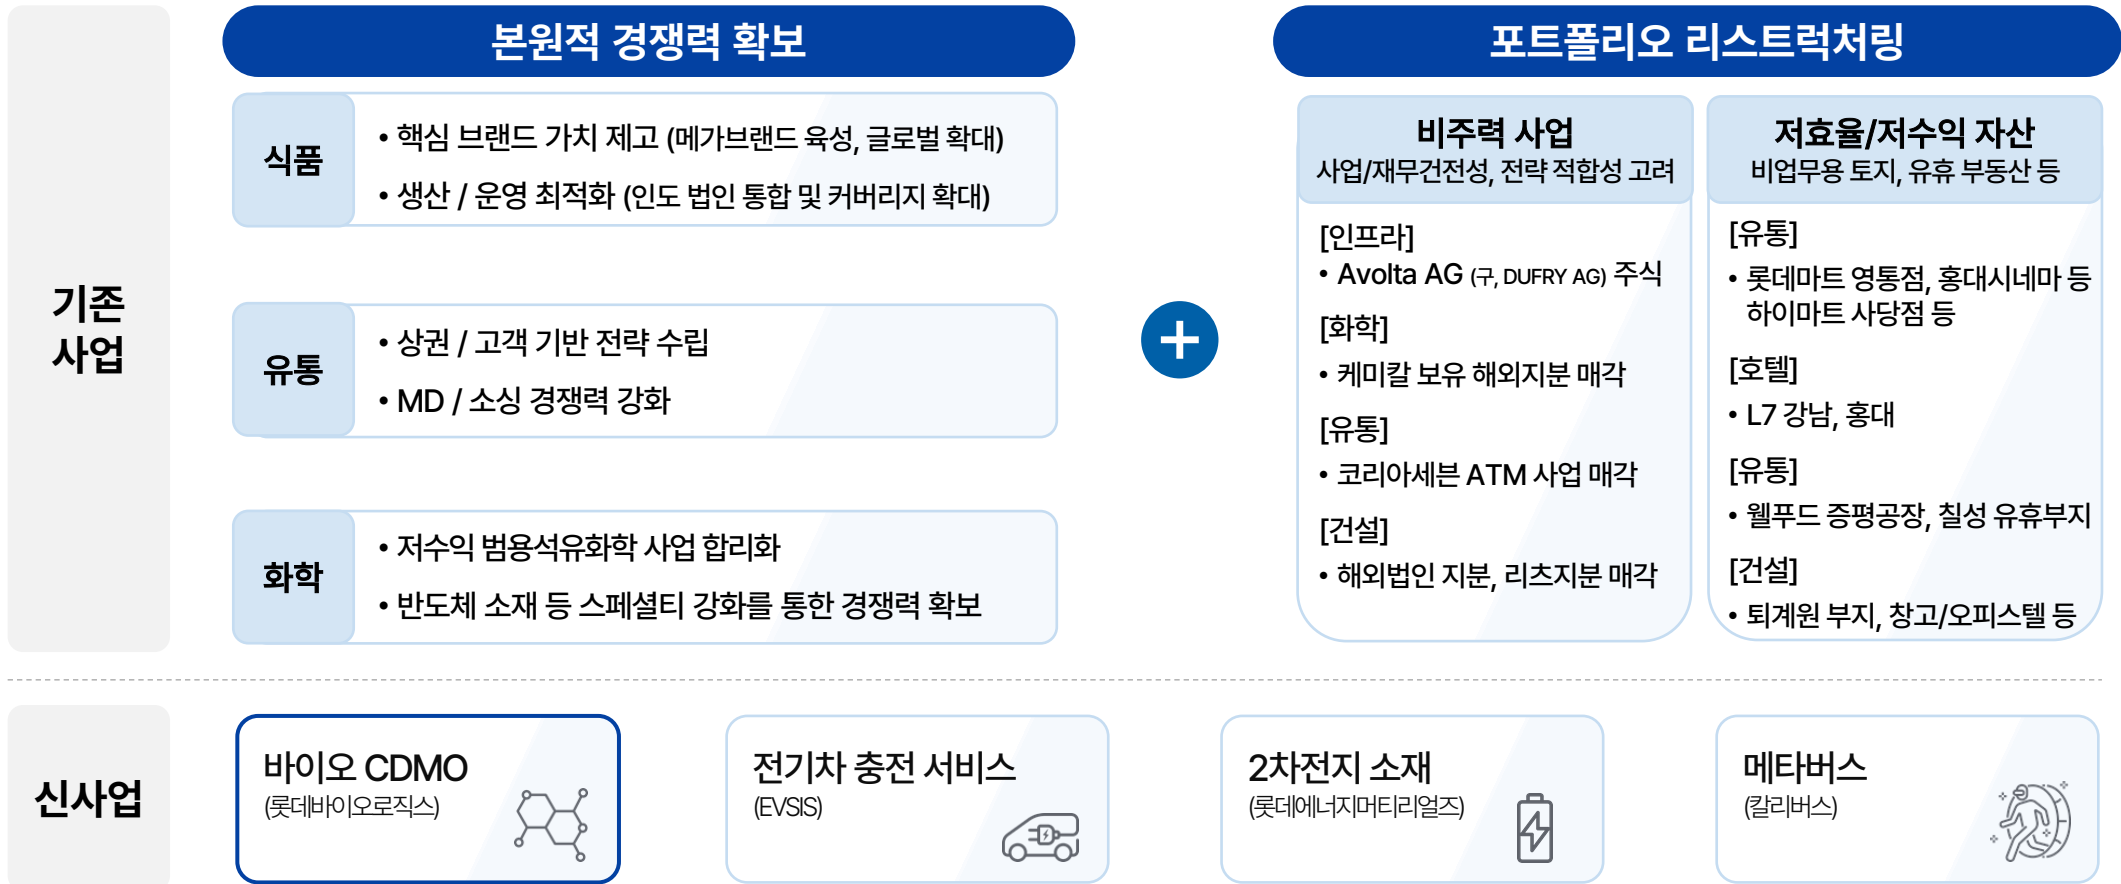 기존
사업
본원적 경쟁력 확보
식품
• 핵심 브랜드 가치 제고 (메가브랜드 육성, 글로벌 확대)
• 생산 / 운영 최적화 (인도 법인 통합 및 커버리지 확대)
유통
• 상권 / 고객 기반 전략 수립
• MD / 소싱 경쟁력 강화
화학
• 저수익 범용석유화학 사업 합리화
• 반도체 소재 등 스페셜티 강화를 통한 경쟁력 확보
+
포트폴리오 리스트럭처링
비주력 사업
사업/재무건전성, 전략 적합성 고려
[인프라]
• Avolta AG (구, DUFRY AG) 주식
[화학]
• 케미칼 보유 해외지분 매각
[유통]
• 코리아세븐 ATM 사업 매각
[건설]
• 해외법인 지분, 리츠지분 매각
저효율/저수익 자산
비업무용 토지, 유휴 부동산 등
[유통]
• 롯데마트 영통점, 홍대시네마 등
하이마트 사당점 등
[호텔]
• L7 강남, 홍대
[유통]
• 웰푸드 증평공장, 칠성 유휴부지
[건설]
• 퇴계원 부지, 창고/오피스텔 등
신사업
바이오 CDMO
(롯데바이오로직스)
전기차 충전 서비스
(EVSIS)
2차전지 소재
(롯데에너지머티리얼즈)
메타버스
(칼리버스)